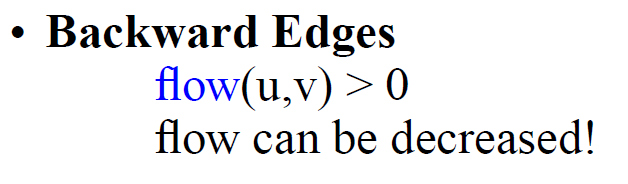 • Backward Edges
flow(u,v) > 0
flow can be decreased!